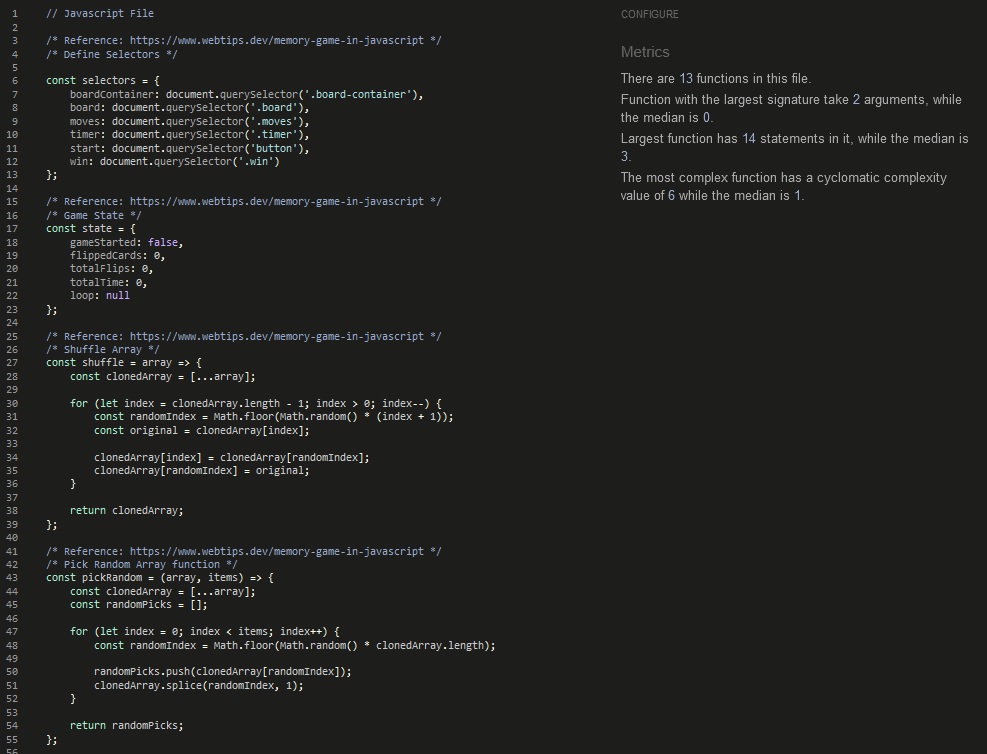 1 // Javascript File
2
3 /* Reference: https://www.webtips.dev/memory-game-in-javascript */
4 /* Define Selectors */
5
6 const selectors = {
7     boardContainer: document.querySelector('.board-container'),
8     board: document.querySelector('.board'),
9     moves: document.querySelector('.moves'),
10     timer: document.querySelector('.timer'),
11     start: document.querySelector('button'),
12     win: document.querySelector('.win')
13 };
14
15 /* Reference: https://www.webtips.dev/memory-game-in-javascript */
16 /* Game State */
17 const state = {
18     gameStarted: false,
19     flippedCards: 0,
20     totalFlips: 0,
21     totalTime: 0,
22     loop: null
23 };
24
25 /* Reference: https://www.webtips.dev/memory-game-in-javascript */
26 /* Shuffle Array */
27 const shuffle = array => {
28     const clonedArray = [...array];
29
30     for (let index = clonedArray.length - 1; index > 0; index--) {
31         const randomIndex = Math.floor(Math.random() * (index + 1));
32         const original = clonedArray[index];
33
34         clonedArray[index] = clonedArray[randomIndex];
35         clonedArray[randomIndex] = original;
36     }
37
38     return clonedArray;
39 };
40
41 /* Reference: https://www.webtips.dev/memory-game-in-javascript */
42 /* Pick Random Array function */
43 const pickRandom = (array, items) => {
44     const clonedArray = [...array];
45     const randomPicks = [];
46
47     for (let index = 0; index < items; index++) {
48         const randomIndex = Math.floor(Math.random() * clonedArray.length);
49
50         randomPicks.push(clonedArray[randomIndex]);
51         clonedArray.splice(randomIndex, 1);
52     }
53
54     return randomPicks;
55 };
56
CONFIGURE
Metrics
There are 13 functions in this file.
Function with the largest signature take 2 arguments, while
the median is 0.
Largest function has 14 statements in it, while the median is
3.
The most complex function has a cyclomatic complexity
value of 6 while the median is 1.